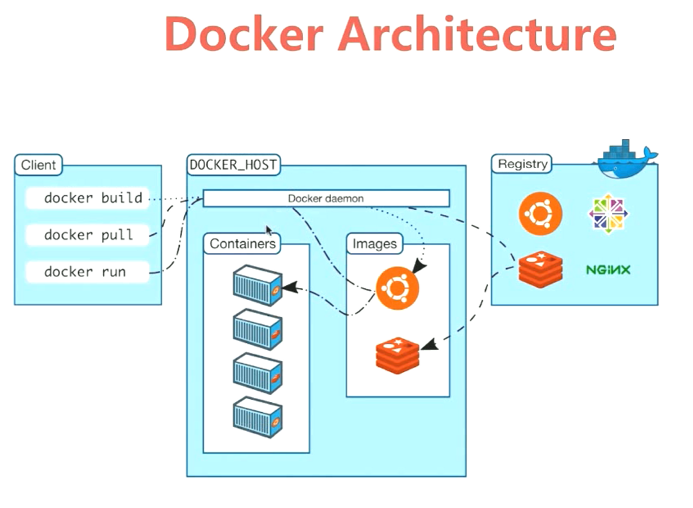 Docker Architecture
Client
docker build
docker pull
docker run
DOCKER_HOST
Docker daemon
Containers
Images
Registry
NGINX